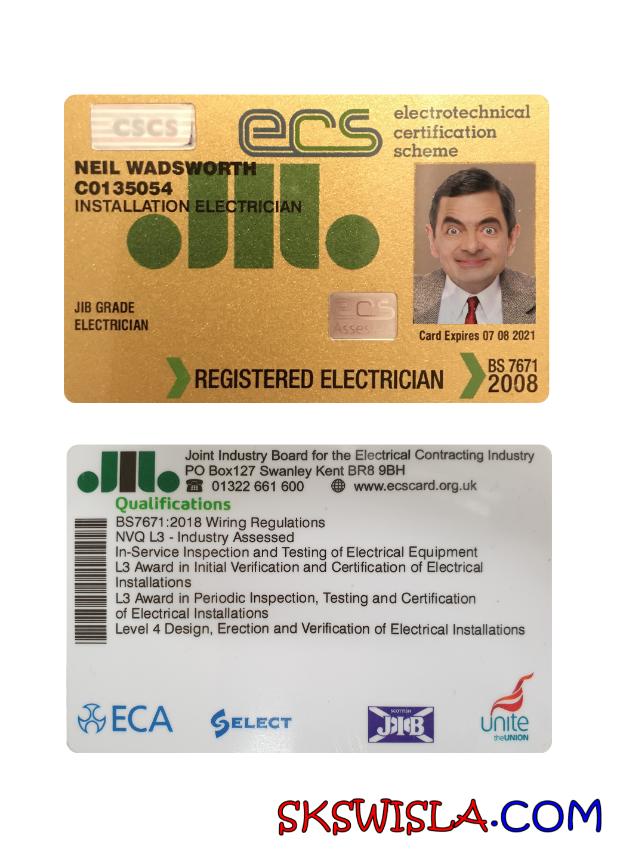 CSCS
ecs
electrotechnical
certification
scheme
NEIL WADSWORTH
C0135054
INSTALLATION ELECTRICIAN
JIB
JIB GRADE
ELECTRICIAN
ecs
Card Expires 07 08 2021
REGISTERED ELECTRICIAN
BS 7671
2008
JIB
Joint Industry Board for the Electrical Contracting Industry
PO Box127 Swanley Kent BR8 9BH
01322 661 600 www.ecscard.org.uk
Qualifications
BS7671:2018 Wiring Regulations
NVQ L3 - Industry Assessed
In-Service Inspection and Testing of Electrical Equipment
L3 Award in Initial Verification and Certification of Electrical
Installations
L3 Award in Periodic Inspection, Testing and Certification
of Electrical Installations
Level 4 Design, Erection and Verification of Electrical Installations
ECA
SELECT
SCOTTISH
JIB
unite
theUNION
SKSWISLA.COM